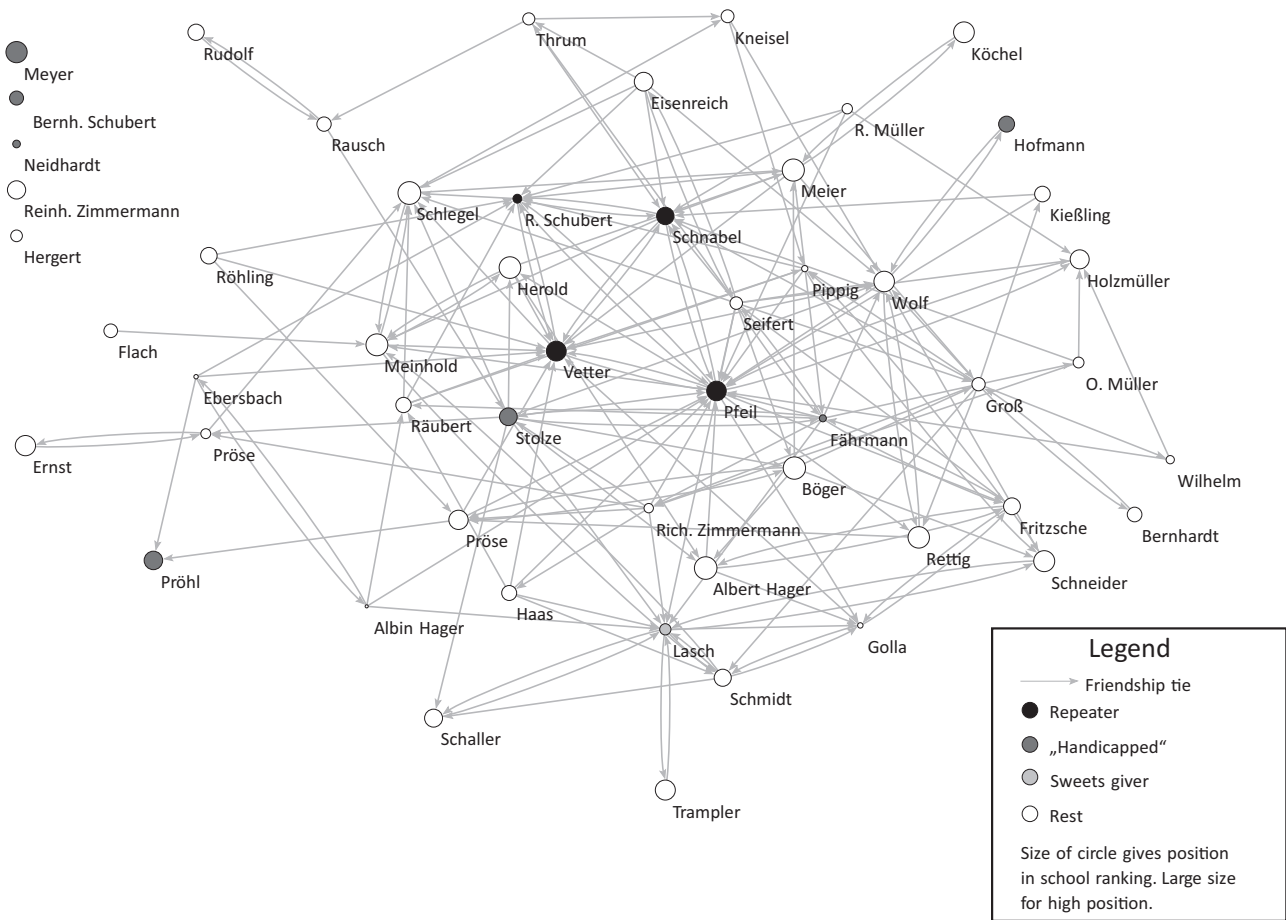 Thrum
Kneisel
Rudolf
Köchel
Meyer
Eisenreich
Bernh. Schubert
R. Müller
Rausch
Hofmann
Neidhardt
Meier
Reinh. Zimmermann
Schlegel
R. Schubert
Kießling
Schnabel
Hergert
Röhling
Herold
Pippig
Wolf
Holzmüller
Seifert
Flach
Meinhold
Vetter
O. Müller
Ebersbach
Pfeil
Groß
Räubert
Stolze
Fährmann
Ernst
Pröse
Wilhelm
Böger
Rich. Zimmermann
Fritzsche
Bernhardt
Pröse
Rettig
Pröhl
Albert Hager
Schneider
Haas
Albin Hager
Lasch
Golla
Schmidt
Schaller
Trampler
Legend
Friendship tie
Repeater
„Handicapped“
Sweets giver
Rest
Size of circle gives position
in school ranking. Large size
for high position.